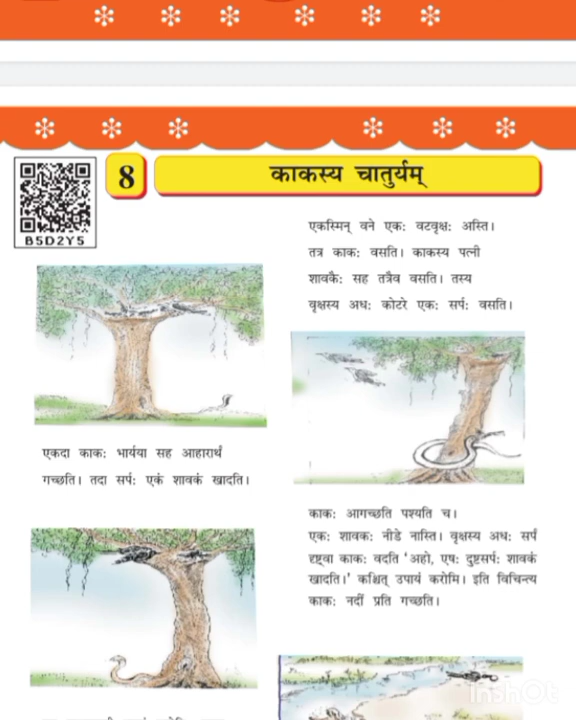 B5D2Y5
8
काकस्य चातुर्यम्
एकस्मिन् वने एकः वटवृक्षः अस्ति।
तत्र काकः वसति। काकस्य पत्नी
शावकैः सह तत्रैव वसति। तस्य
वृक्षस्य अधः कोटरे एकः सर्पः वसति।
एकदा काकः भार्यया सह आहारार्थं
गच्छति। तदा सर्पः एकं शावकं खादति।
काकः आगच्छति पश्यति च।
एकः शावकः नीडे नास्ति। वृक्षस्य अधः सर्पं
दृष्ट्वा काकः वदति ‘अहो, एषः दुष्टसर्पः शावकं
खादति।’ कश्चित् उपायं करोमि। इति विचिन्त्य
काकः नदीं प्रति गच्छति।
InShOt